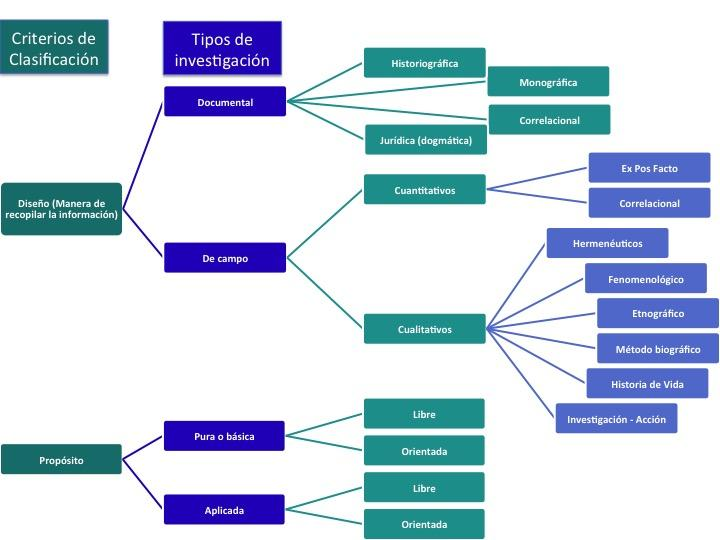 Criterios de
Clasificación
Tipos de
investigación
Historiográfica
Monográfica
Documental
Correlacional
Jurídica (dogmática)
Ex Pos Facto
Cuantitativos
Correlacional
Diseño (Manera de
recopilar la información)
Hermenéuticos
De campo
Fenomenológico
Etnográfico
Cualitativos
Método biográfico
Historia de Vida
Investigación - Acción
Libre
Pura o básica
Orientada
Propósito
Libre
Aplicada
Orientada